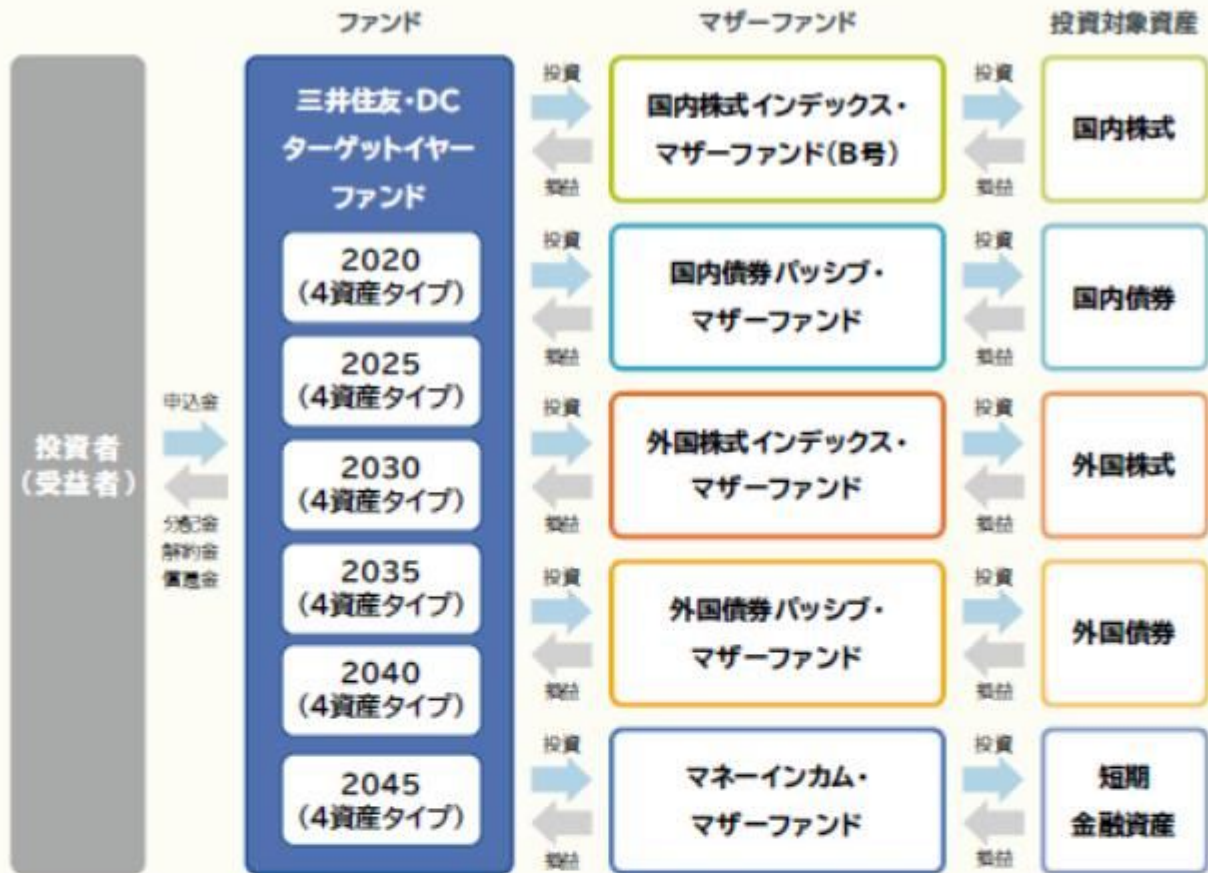 ファンド
マザーファンド
投資対象資産
投資者
（受益者）
申込金
分配金
解約金
償還金
三井住友・DC
ターゲットイヤー
ファンド
2020
（4資産タイプ）
2025
（4資産タイプ）
2030
（4資産タイプ）
2035
（4資産タイプ）
2040
（4資産タイプ）
2045
（4資産タイプ）
投資
損益
国内株式インデックス・
マザーファンド（B号）
投資
損益
国内株式
投資
損益
国内債券パッシブ・
マザーファンド
投資
損益
国内債券
投資
損益
外国株式インデックス・
マザーファンド
投資
損益
外国株式
投資
損益
外国債券パッシブ・
マザーファンド
投資
損益
外国債券
投資
損益
マネーインカム・
マザーファンド
投資
損益
短期
金融資産